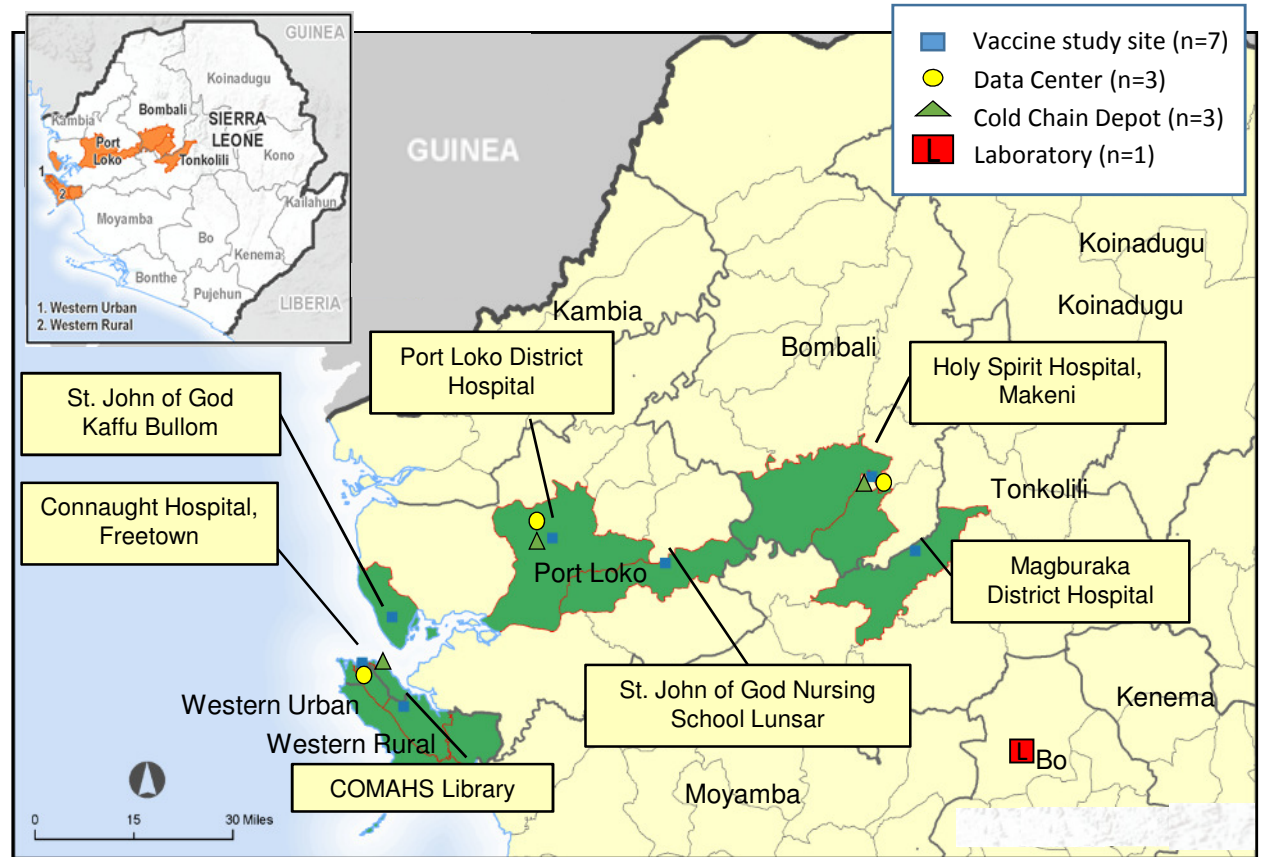 GUINEA
Koinadugu
Bombali
SIERRA
LEONE
Kambia
Port
Loko
Tonkolili
Kono
Kailahun
1
2
Moyamba
Bo
Kenema
Bonthe
Pujehun
LIBERIA
1. Western Urban
2. Western Rural
Vaccine study site (n=7)
Data Center (n=3)
Cold Chain Depot (n=3)
L Laboratory (n=1)
GUINEA
Koinadugu
Koinadugu
Kambia
Bombali
Port Loko District
Hospital
Holy Spirit Hospital,
Makeni
St. John of God
Kaffu Bullom
Connaught Hospital,
Freetown
Tonkolili
Port Loko
Magburaka
District Hospital
St. John of God Nursing
School Lunsar
Kenema
Western Urban
Western Rural
COMAHS Library
L Bo
Moyamba
0 15 30 Miles